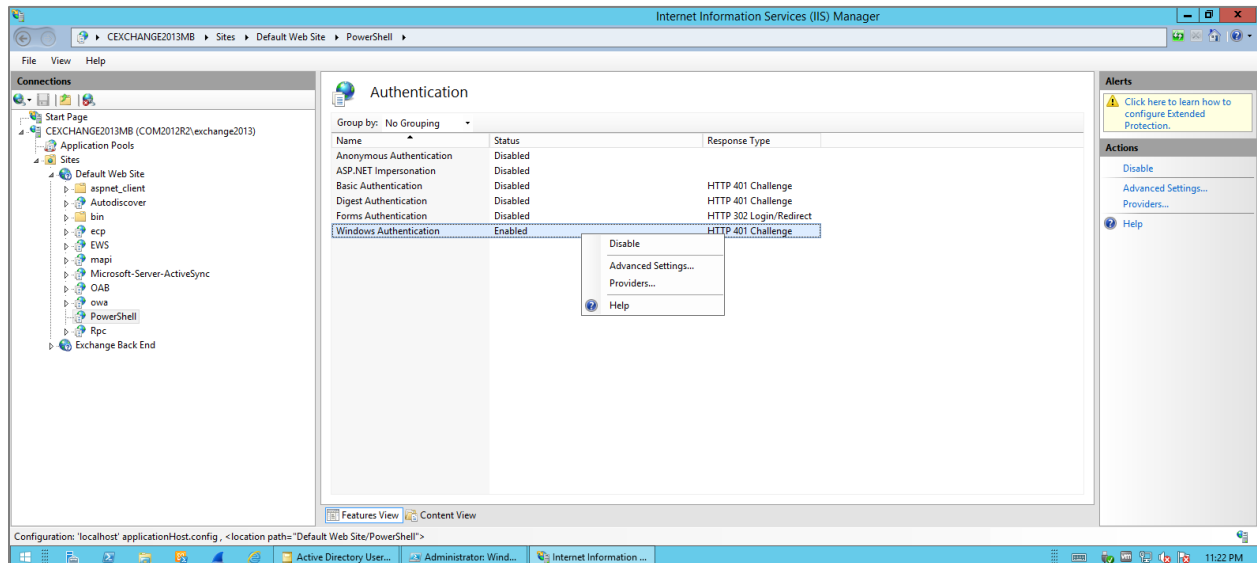 Internet Information Services (IIS) Manager
CEXCHANGE2013MB Sites Default Web Site PowerShell
File View Help
Connections
Start Page
CEXCHANGE2013MB (COM2012R2\exchange2013)
Application Pools
Sites
Default Web Site
aspnet_client
Autodiscover
bin
ecp
EWS
mapi
Microsoft-Server-ActiveSync
OAB
owa
PowerShell
Rpc
Exchange Back End
Authentication
Group by: No Grouping
Name Status Response Type
Anonymous Authentication Disabled
ASP.NET Impersonation Disabled
Basic Authentication Disabled HTTP 401 Challenge
Digest Authentication Disabled HTTP 401 Challenge
Forms Authentication Disabled HTTP 302 Login/Redirect
Windows Authentication Enabled HTTP 401 Challenge
Disable
Advanced Settings...
Providers...
Help
Features View Content View
Alerts
Click here to learn how to
configure Extended
Protection.
Actions
Disable
Advanced Settings...
Providers...
Help
Configuration: 'localhost' applicationHost.config , <location path="Default Web Site/PowerShell">
Active Directory User... Administrator: Wind... Internet Information ... 11:22 PM